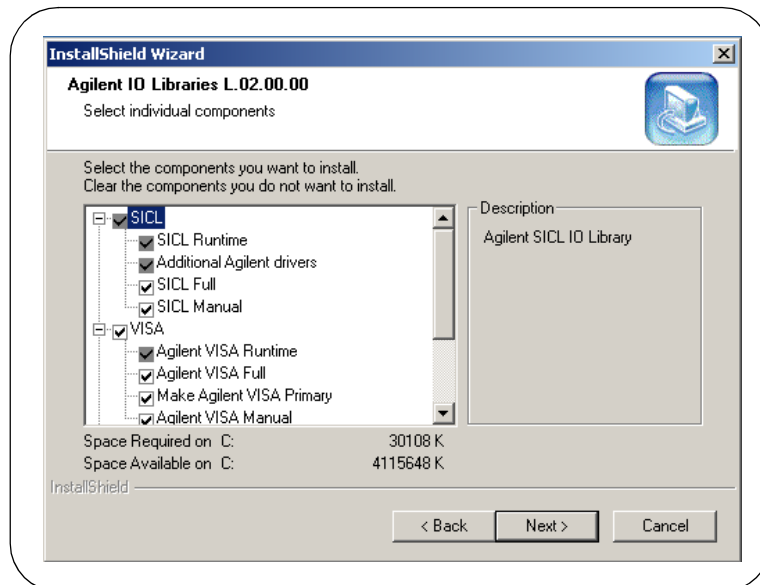 InstallShield Wizard
Agilent IO Libraries L.02.00.00
Select individual components
Select the components you want to install.
Clear the components you do not want to install.
SICL
SICL Runtime
Additional Agilent drivers
SICL Full
SICL Manual
VISA
Agilent VISA Runtime
Agilent VISA Full
Make Agilent VISA Primary
Agilent VISA Manual
Description
Agilent SICL IO Library
Space Required on C: 30108 K
Space Available on C: 4115648 K
InstallShield
< Back Next > Cancel